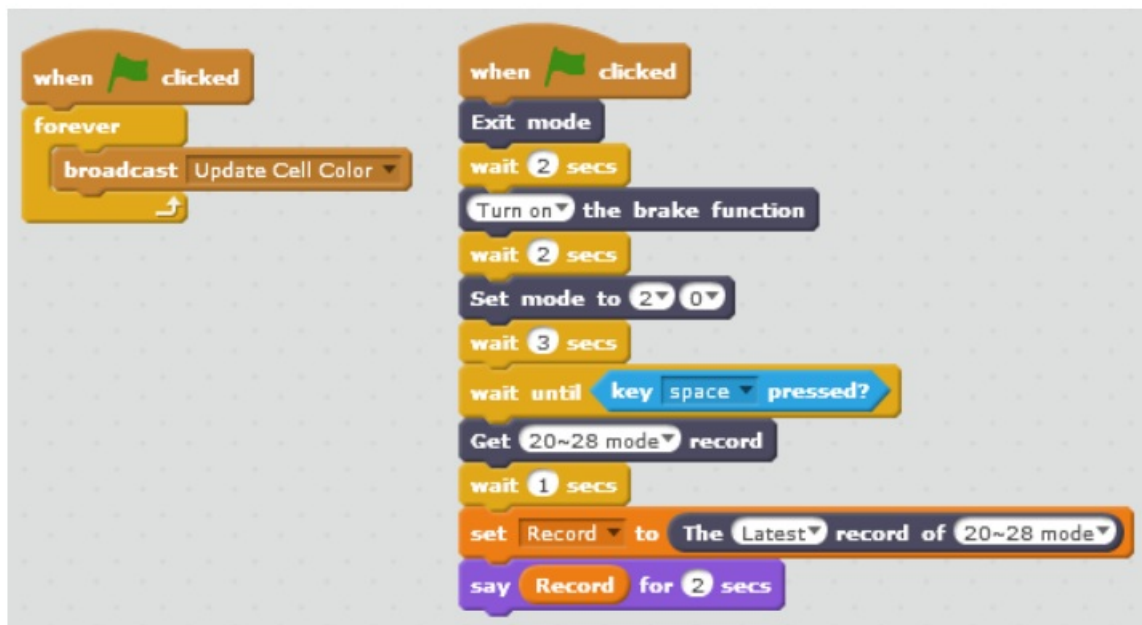 when clicked
forever
broadcast Update Cell Color
when clicked
Exit mode
wait 2 secs
Turn on the brake function
wait 2 secs
Set mode to 2 0
wait 3 secs
wait until key space pressed?
Get 20~28 mode record
wait 1 secs
set Record to The Latest record of 20~28 mode
say Record for 2 secs